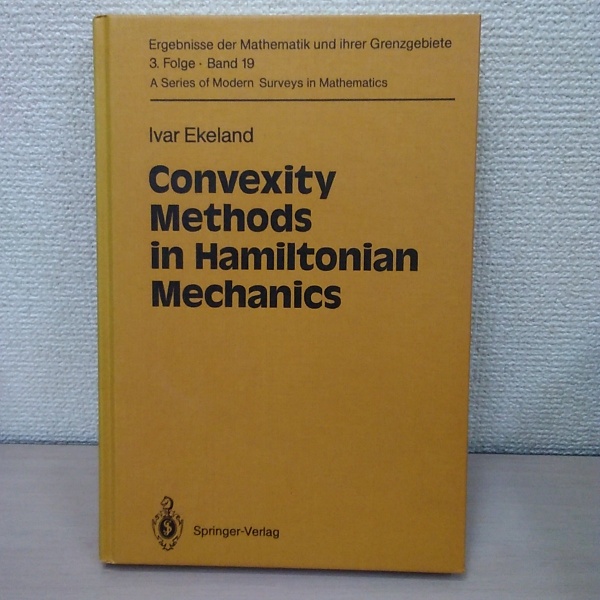 Ergebnisse der Mathematik und ihrer Grenzgebiete
3. Folge · Band 19
A Series of Modern Surveys in Mathematics
Ivar Ekeland
Convexity
Methods
in Hamiltonian
Mechanics
Springer-Verlag